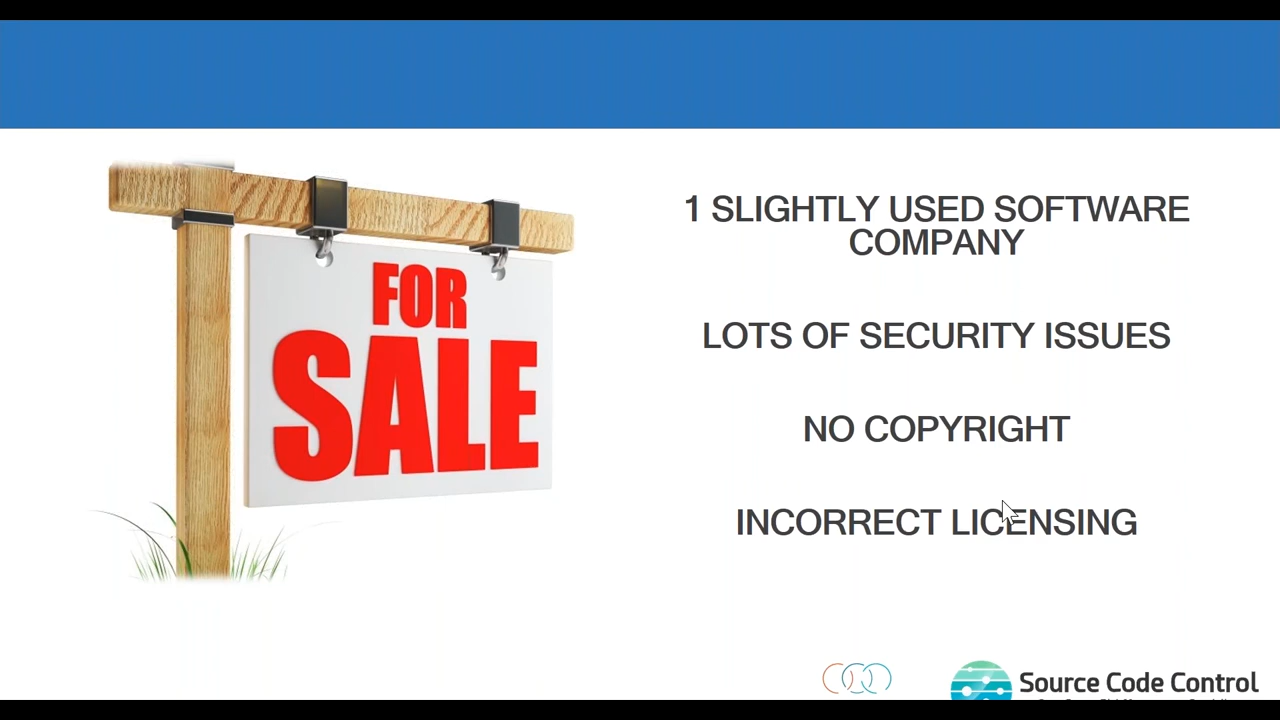 FOR
SALE
1 SLIGHTLY USED SOFTWARE
COMPANY
LOTS OF SECURITY ISSUES
NO COPYRIGHT
INCORRECT LICENSING
Source Code Control